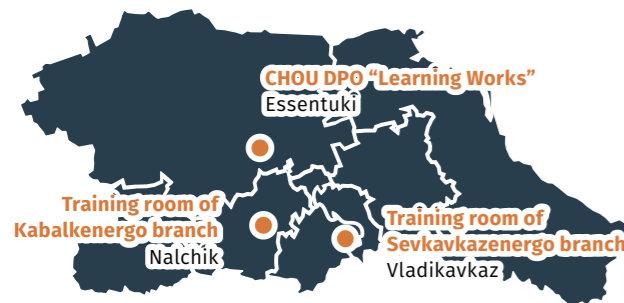 CHOU DPO “Learning Works”
Essentuki
Training room of
Kabalkenergo branch
Nalchik
Training room of
Sevkavkazenergo branch
Vladikavkaz